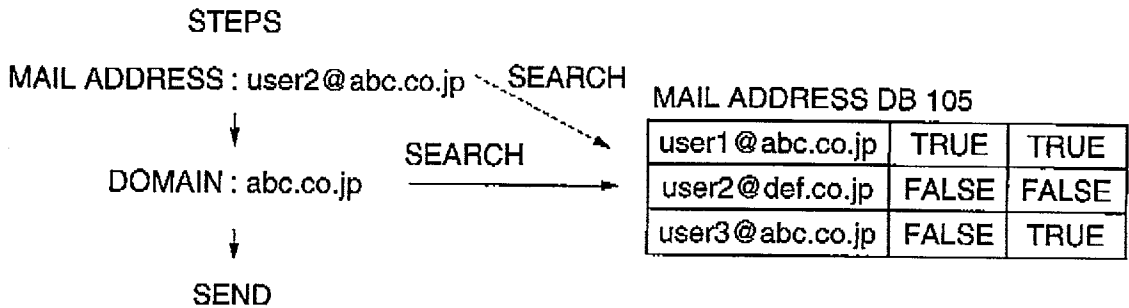 STEPS
MAIL ADDRESS : user2@abc.co.jp
SEARCH
DOMAIN : abc.co.jp
SEARCH
SEND
MAIL ADDRESS DB 105
user1@abc.co.jp TRUE TRUE
user2@def.co.jp FALSE FALSE
user3@abc.co.jp FALSE TRUE